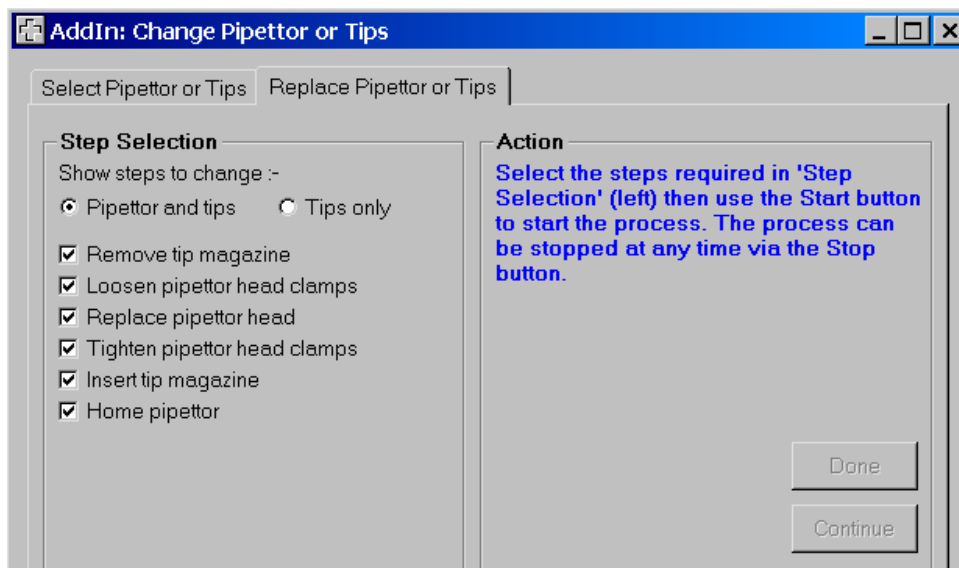 AddIn: Change Pipettor or Tips
Select Pipettor or Tips
Replace Pipettor or Tips
Step Selection
Show steps to change :-
Pipettor and tips
Tips only
Remove tip magazine
Loosen pipettor head clamps
Replace pipettor head
Tighten pipettor head clamps
Insert tip magazine
Home pipettor
Action
Select the steps required in 'Step
Selection' (left) then use the Start button
to start the process. The process can
be stopped at any time via the Stop
button.
Done
Continue